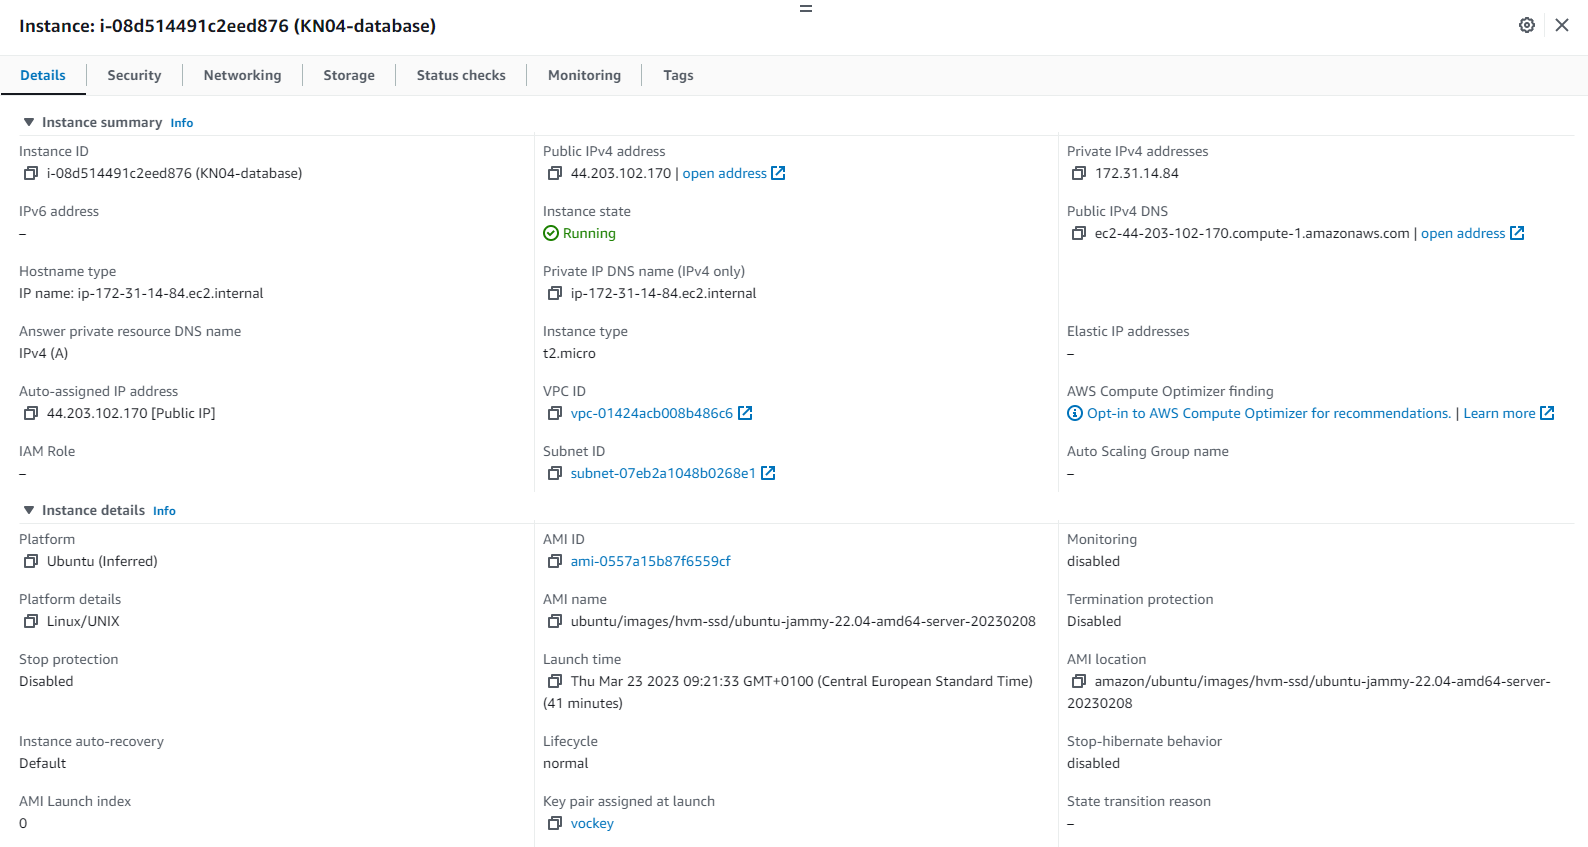 Instance: i-08d514491c2eed876 (KN04-database)
Details
Security
Networking
Storage
Status checks
Monitoring
Tags
Instance summary Info
Instance ID
i-08d514491c2eed876 (KN04-database)
Public IPv4 address
44.203.102.170 | open address
Private IPv4 addresses
172.31.14.84
IPv6 address
–
Instance state
Running
Public IPv4 DNS
ec2-44-203-102-170.compute-1.amazonaws.com | open address
Hostname type
IP name: ip-172-31-14-84.ec2.internal
Private IP DNS name (IPv4 only)
ip-172-31-14-84.ec2.internal
Answer private resource DNS name
IPv4 (A)
Instance type
t2.micro
Elastic IP addresses
–
Auto-assigned IP address
44.203.102.170 [Public IP]
VPC ID
vpc-01424acb008b486c6
AWS Compute Optimizer finding
Opt-in to AWS Compute Optimizer for recommendations. | Learn more
IAM Role
–
Subnet ID
subnet-07eb2a1048b0268e1
Auto Scaling Group name
–
Instance details Info
Platform
Ubuntu (Inferred)
AMI ID
ami-0557a15b87f6559cf
Monitoring
disabled
Platform details
Linux/UNIX
AMI name
ubuntu/images/hvm-ssd/ubuntu-jammy-22.04-amd64-server-20230208
Termination protection
Disabled
Stop protection
Disabled
Launch time
Thu Mar 23 2023 09:21:33 GMT+0100 (Central European Standard Time)
(41 minutes)
AMI location
amazon/ubuntu/images/hvm-ssd/ubuntu-jammy-22.04-amd64-server-
20230208
Instance auto-recovery
Default
Lifecycle
normal
Stop-hibernate behavior
disabled
AMI Launch index
0
Key pair assigned at launch
vockey
State transition reason
–